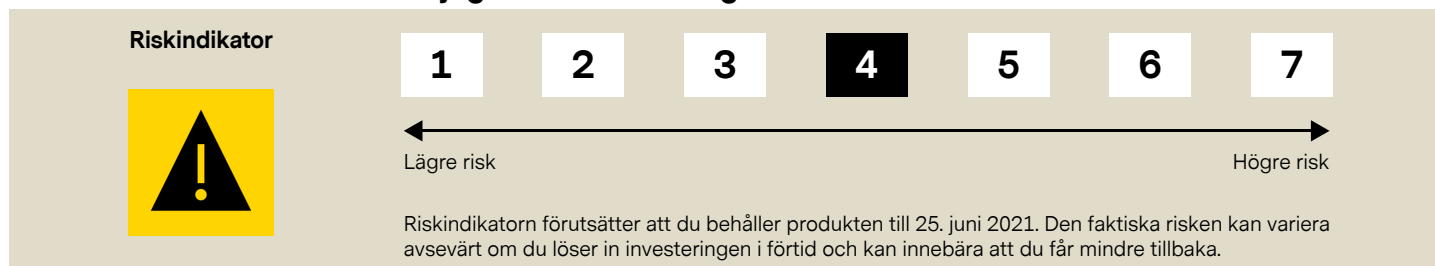 Riskindikator
1 2 3 4 5 6 7
Lägre risk Högre risk
Riskindikatorn förutsätter att du behåller produkten till 25. juni 2021. Den faktiska risken kan variera
avsevärt om du löser in investeringen i förtid och kan innebära att du får mindre tillbaka.